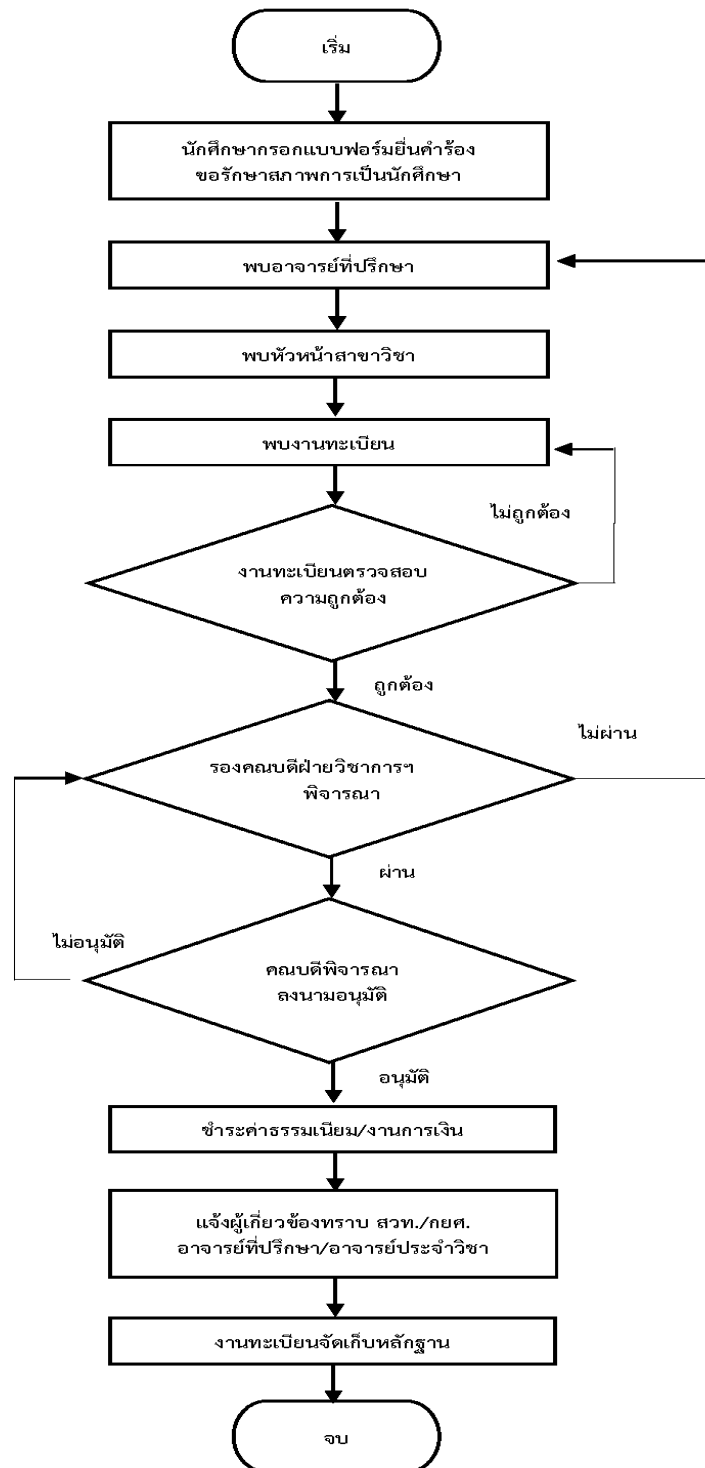 เริ่ม
นักศึกษากรอกแบบฟอร์มยื่นคำร้อง
ขอรักษาสภาพการเป็นนักศึกษา
พบอาจารย์ที่ปรึกษา
พบหัวหน้าสาขาวิชา
พบงานทะเบียน
ไม่ถูกต้อง
งานทะเบียนตรวจสอบ
ความถูกต้อง
ถูกต้อง
ไม่ผ่าน
รองคณบดีฝ่ายวิชาการฯ
พิจารณา
ผ่าน
ไม่อนุมัติ
คณบดีพิจารณา
ลงนามอนุมัติ
อนุมัติ
ชำระค่าธรรมเนียม/งานการเงิน
แจ้งผู้เกี่ยวข้องทราบ สวท./กยศ.
อาจารย์ที่ปรึกษา/อาจารย์ประจำวิชา
งานทะเบียนจัดเก็บหลักฐาน
จบ